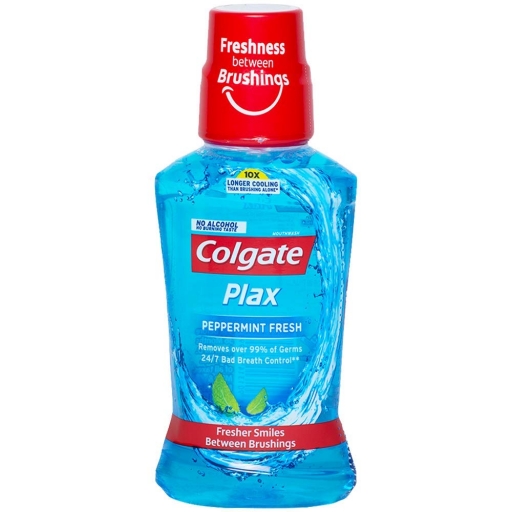 Freshness
between
Brushings
10X
LONGER COOLING
THAN BRUSHING ALONE*
NO ALCOHOL
NO BURNING TASTE
MOUTHWASH
Colgate
Plax
PEPPERMINT FRESH
Removes over 99% of Germs
24/7 Bad Breath Control**
Fresher Smiles
Between Brushings